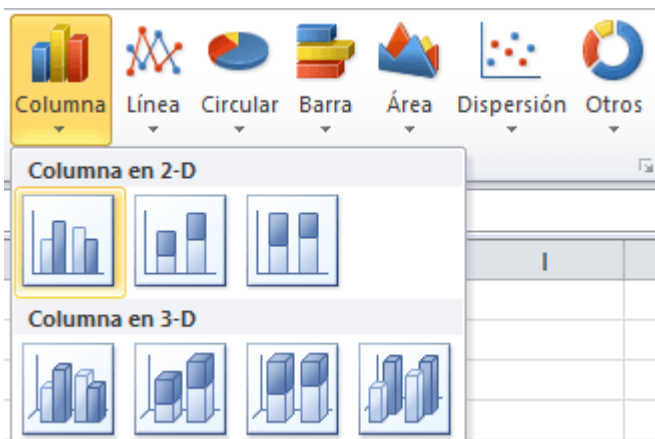 Columna Línea Circular Barra Área Dispersión Otros
Columna en 2-D
I
Columna en 3-D